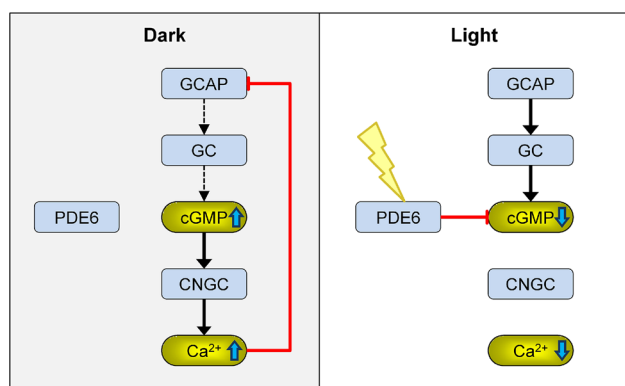 Dark
GCAP
GC
PDE6
cGMP
CNGC
Ca²⁺
Light
GCAP
GC
PDE6
cGMP
CNGC
Ca²⁺